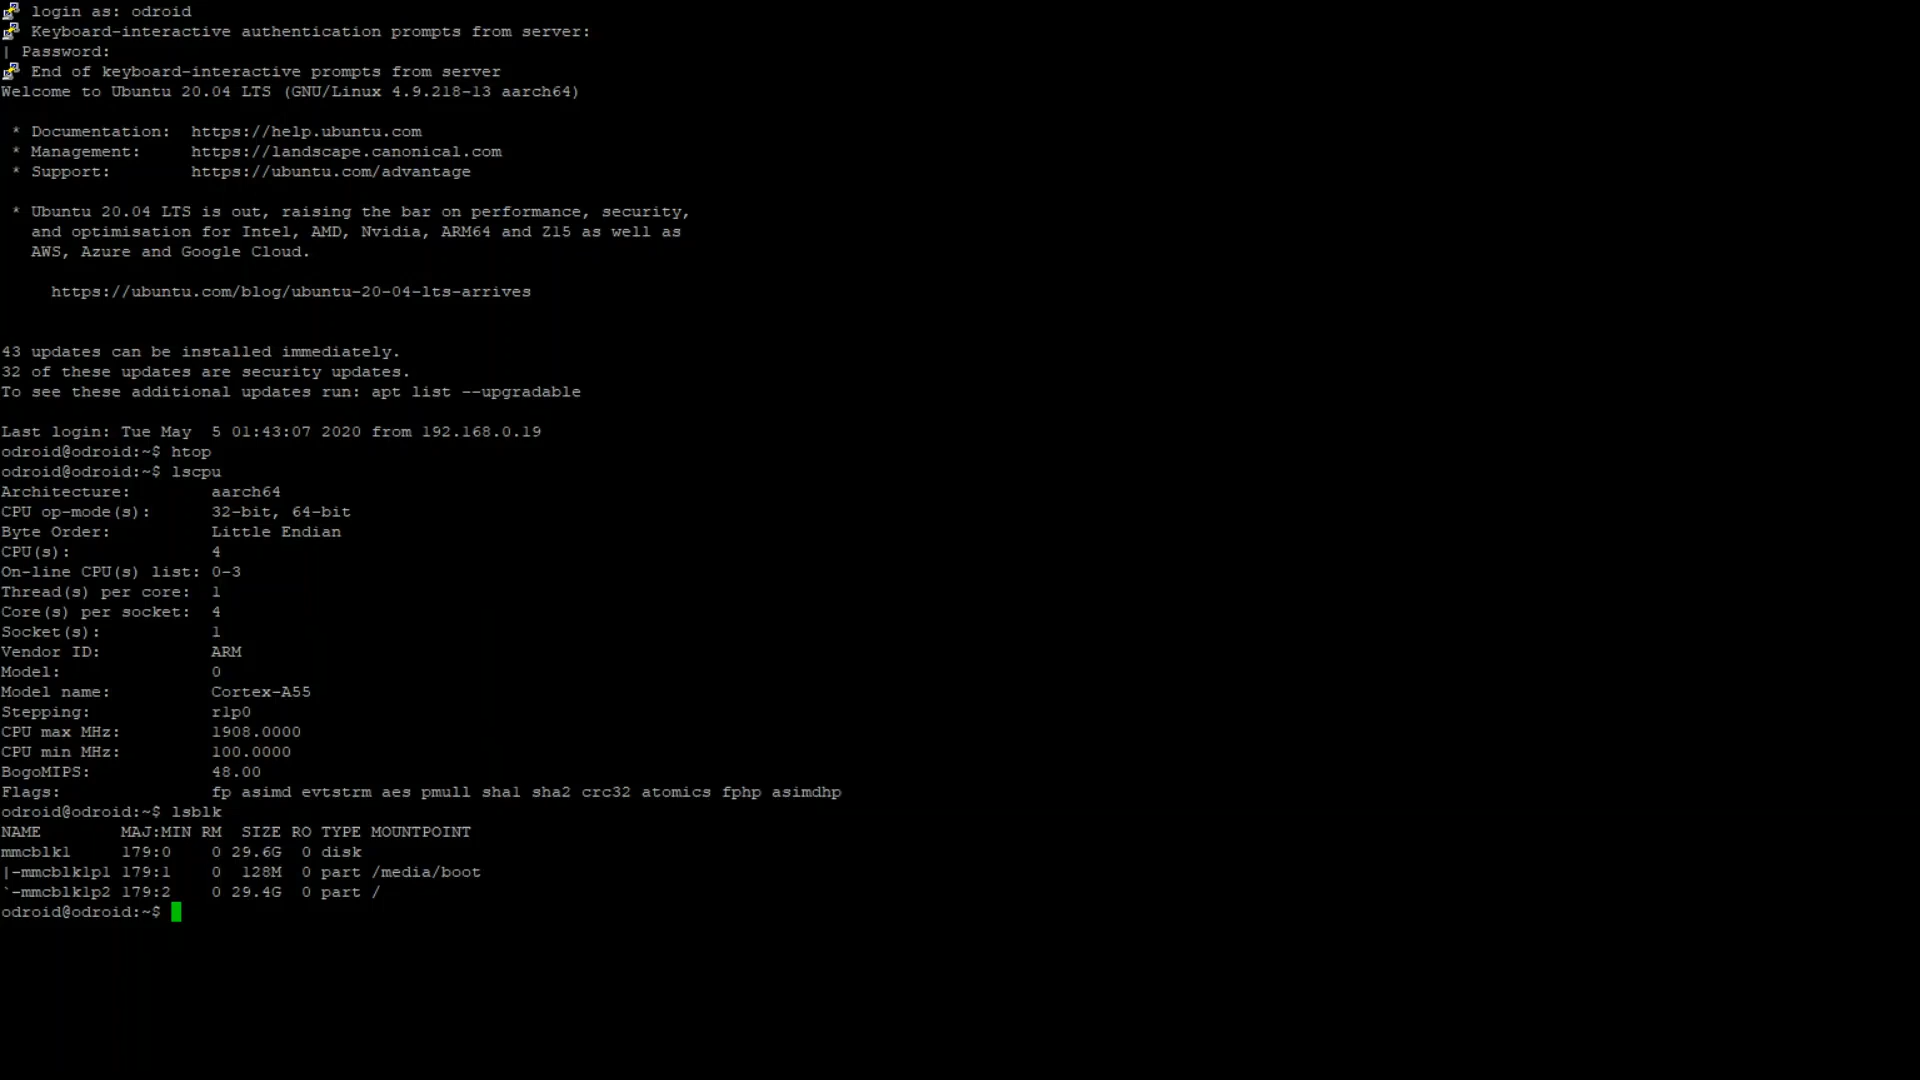 login as: odroid
Keyboard-interactive authentication prompts from server:
| Password:
End of keyboard-interactive prompts from server
Welcome to Ubuntu 20.04 LTS (GNU/Linux 4.9.218-13 aarch64)
* Documentation:  https://help.ubuntu.com
* Management:     https://landscape.canonical.com
* Support:        https://ubuntu.com/advantage
* Ubuntu 20.04 LTS is out, raising the bar on performance, security,
and optimisation for Intel, AMD, Nvidia, ARM64 and Z15 as well as
AWS, Azure and Google Cloud.
https://ubuntu.com/blog/ubuntu-20-04-lts-arrives
43 updates can be installed immediately.
32 of these updates are security updates.
To see these additional updates run: apt list --upgradable
Last login: Tue May  5 01:43:07 2020 from 192.168.0.19
odroid@odroid:~$ htop
odroid@odroid:~$ lscpu
Architecture:        aarch64
CPU op-mode(s):      32-bit, 64-bit
Byte Order:          Little Endian
CPU(s):              4
On-line CPU(s) list: 0-3
Thread(s) per core:  1
Core(s) per socket:  4
Socket(s):           1
Vendor ID:           ARM
Model:               0
Model name:          Cortex-A55
Stepping:            r1p0
CPU max MHz:         1908.0000
CPU min MHz:         100.0000
BogoMIPS:            48.00
Flags:               fp asimd evtstrm aes pmull sha1 sha2 crc32 atomics fphp asimdhp
odroid@odroid:~$ lsblk
NAME        MAJ:MIN RM  SIZE RO TYPE MOUNTPOINT
mmcblk1     179:0    0 29.6G  0 disk
|-mmcblk1p1 179:1    0  128M  0 part /media/boot
`-mmcblk1p2 179:2    0 29.4G  0 part /
odroid@odroid:~$